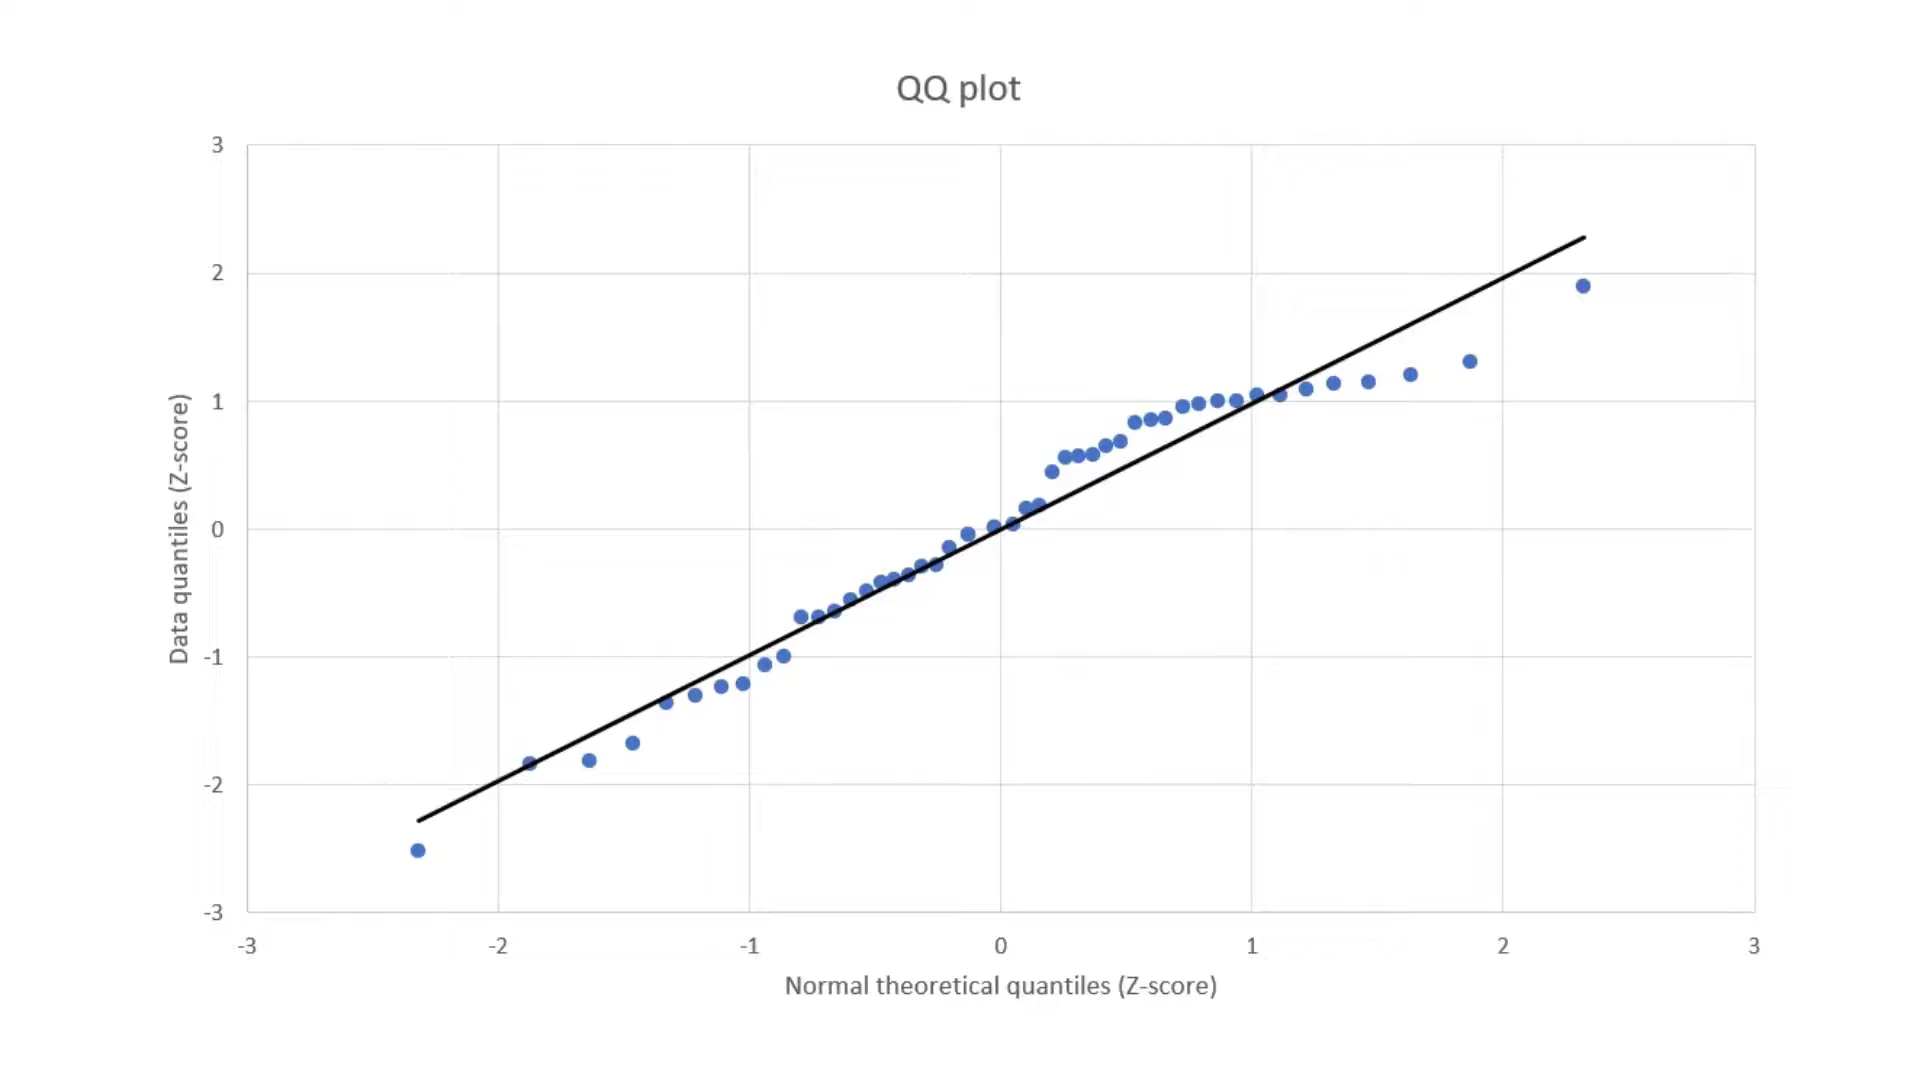 QQ plot
3
2
1
0
-1
-2
-3
Data quantiles (Z-score)
-3 -2 -1 0 1 2 3
Normal theoretical quantiles (Z-score)